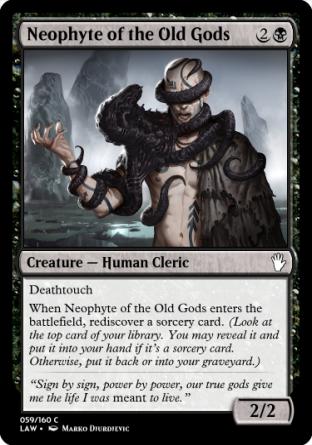 Neophyte of the Old Gods 2
Creature — Human Cleric
Deathtouch
When Neophyte of the Old Gods enters the
battlefield, rediscover a sorcery card. (Look at
the top card of your library. You may reveal it and
put it into your hand if it's a sorcery card.
Otherwise, put it back or into your graveyard.)
"Sign by sign, power by power, our true gods give
me the life I was meant to live."
2/2
059/160 C
LAW • Marko Djurdjevic